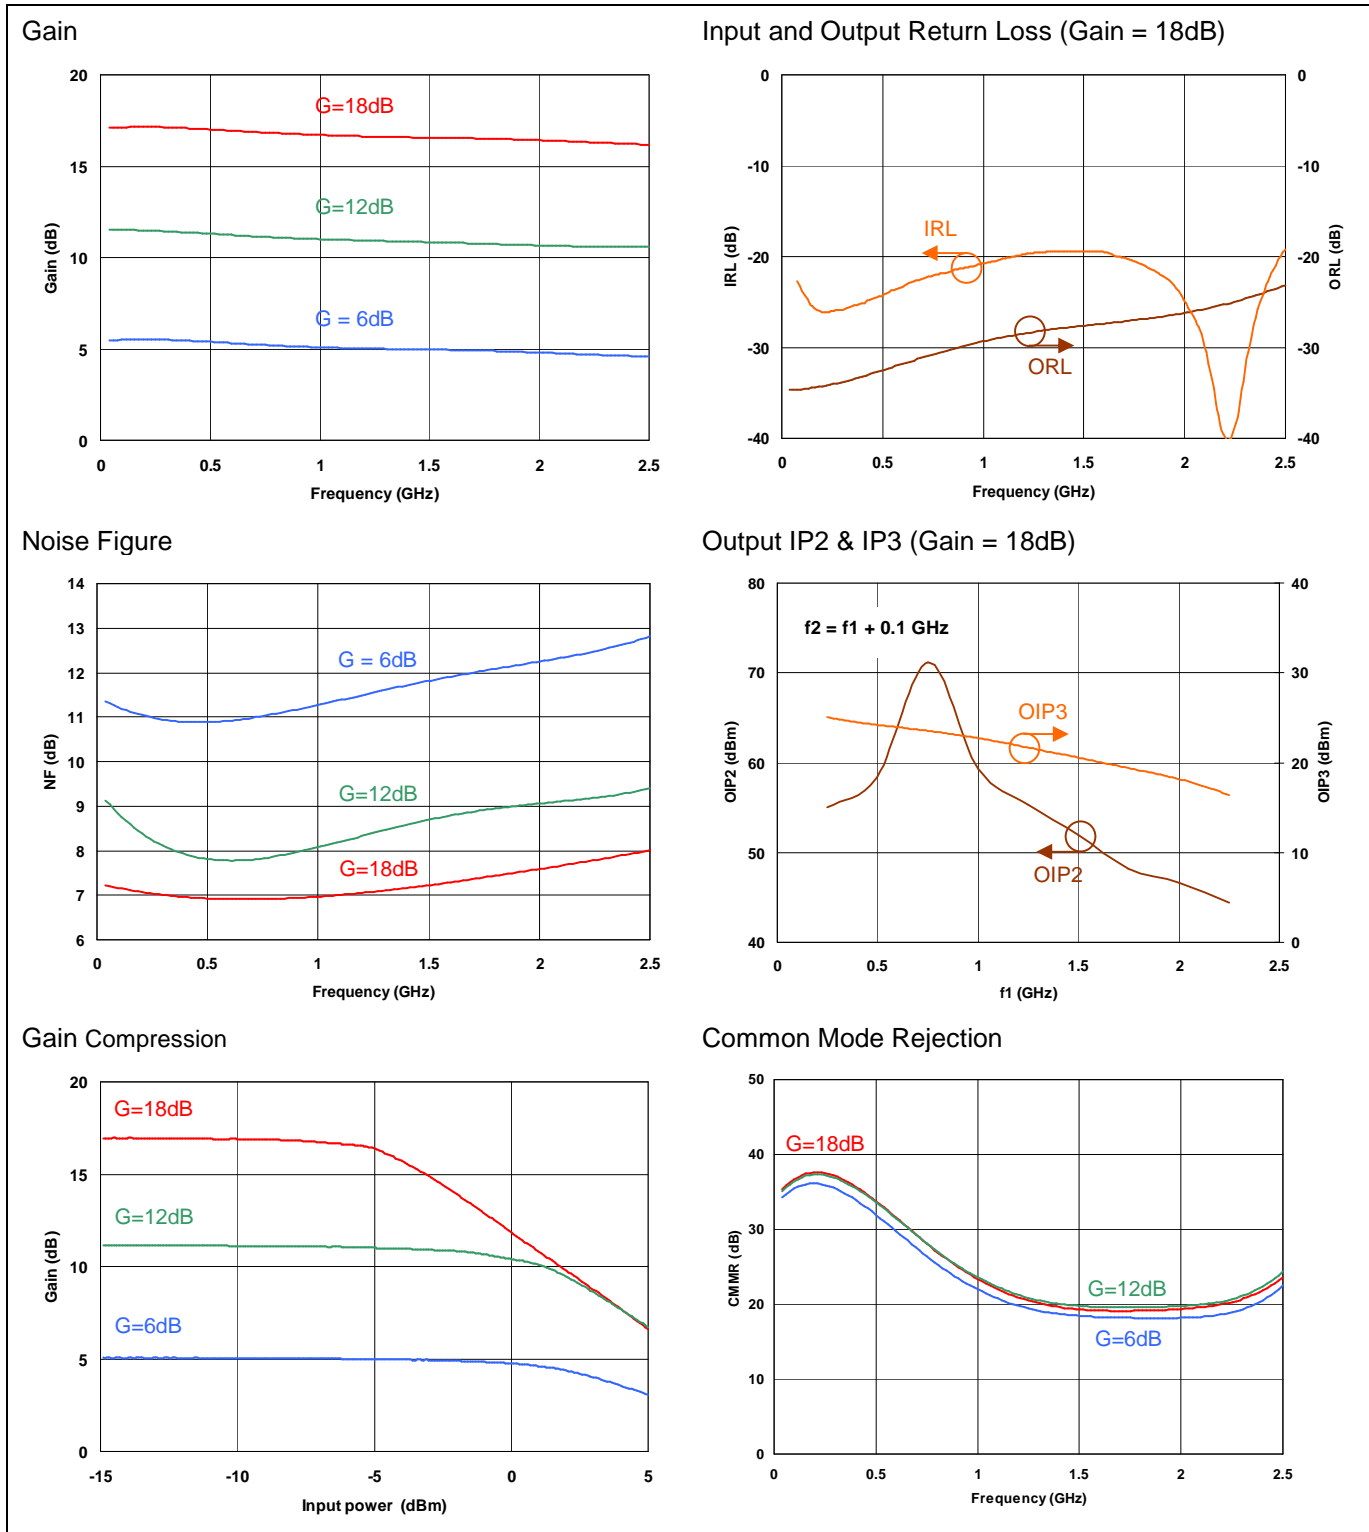 Gain
20
15
10
5
0
Gain (dB)
G=18dB
G=12dB
G = 6dB
0 0.5 1 1.5 2 2.5
Frequency (GHz)
Input and Output Return Loss (Gain = 18dB)
0
-10
-20
-30
-40
IRL (dB)
IRL
ORL
0
-10
-20
-30
-40
ORL (dB)
0 0.5 1 1.5 2 2.5
Frequency (GHz)
Noise Figure
14
13
12
11
10
9
8
7
6
NF (dB)
G = 6dB
G=12dB
G=18dB
0 0.5 1 1.5 2 2.5
Frequency (GHz)
Output IP2 & IP3 (Gain = 18dB)
80
70
60
50
40
OIP2 (dBm)
f2 = f1 + 0.1 GHz
OIP3
OIP2
40
30
20
10
0
OIP3 (dBm)
0 0.5 1 1.5 2 2.5
f1 (GHz)
Gain Compression
20
15
10
5
0
Gain (dB)
G=18dB
G=12dB
G=6dB
-15 -10 -5 0 5
Input power (dBm)
Common Mode Rejection
50
40
30
20
10
0
CMMR (dB)
G=18dB
G=12dB
G=6dB
0 0.5 1 1.5 2 2.5
Frequency (GHz)